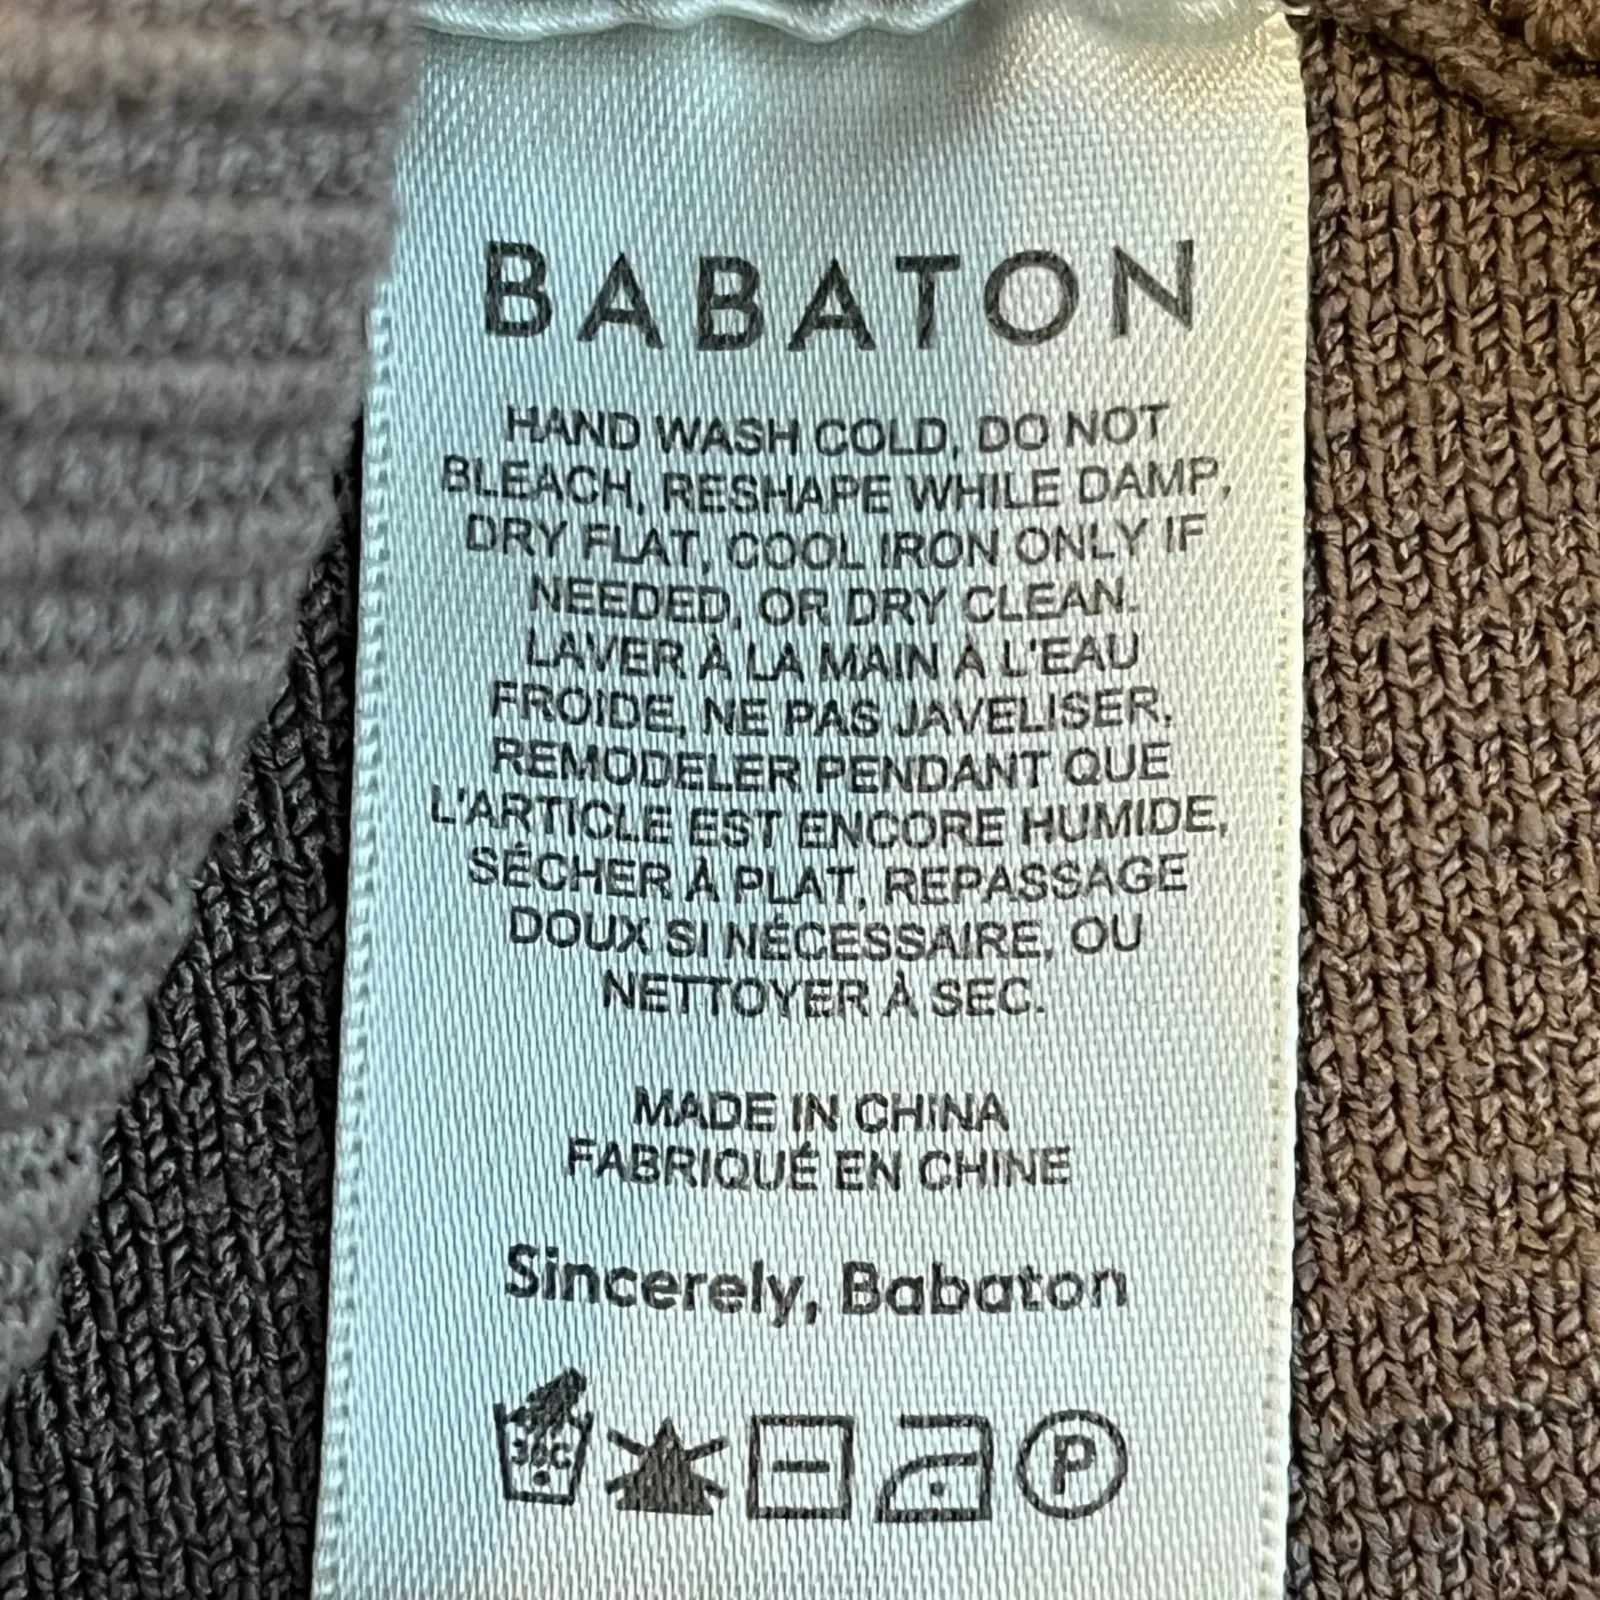 BABATON
HAND WASH COLD, DO NOT
BLEACH, RESHAPE WHILE DAMP,
DRY FLAT, COOL IRON ONLY IF
NEEDED, OR DRY CLEAN.
LAVER À LA MAIN À L'EAU
FROIDE, NE PAS JAVELISER.
REMODELER PENDANT QUE
L'ARTICLE EST ENCORE HUMIDE,
SÉCHER À PLAT, REPASSAGE
DOUX SI NÉCESSAIRE, OU
NETTOYER À SEC.
MADE IN CHINA
FABRIQUÉ EN CHINE
Sincerely, Babaton
30C P